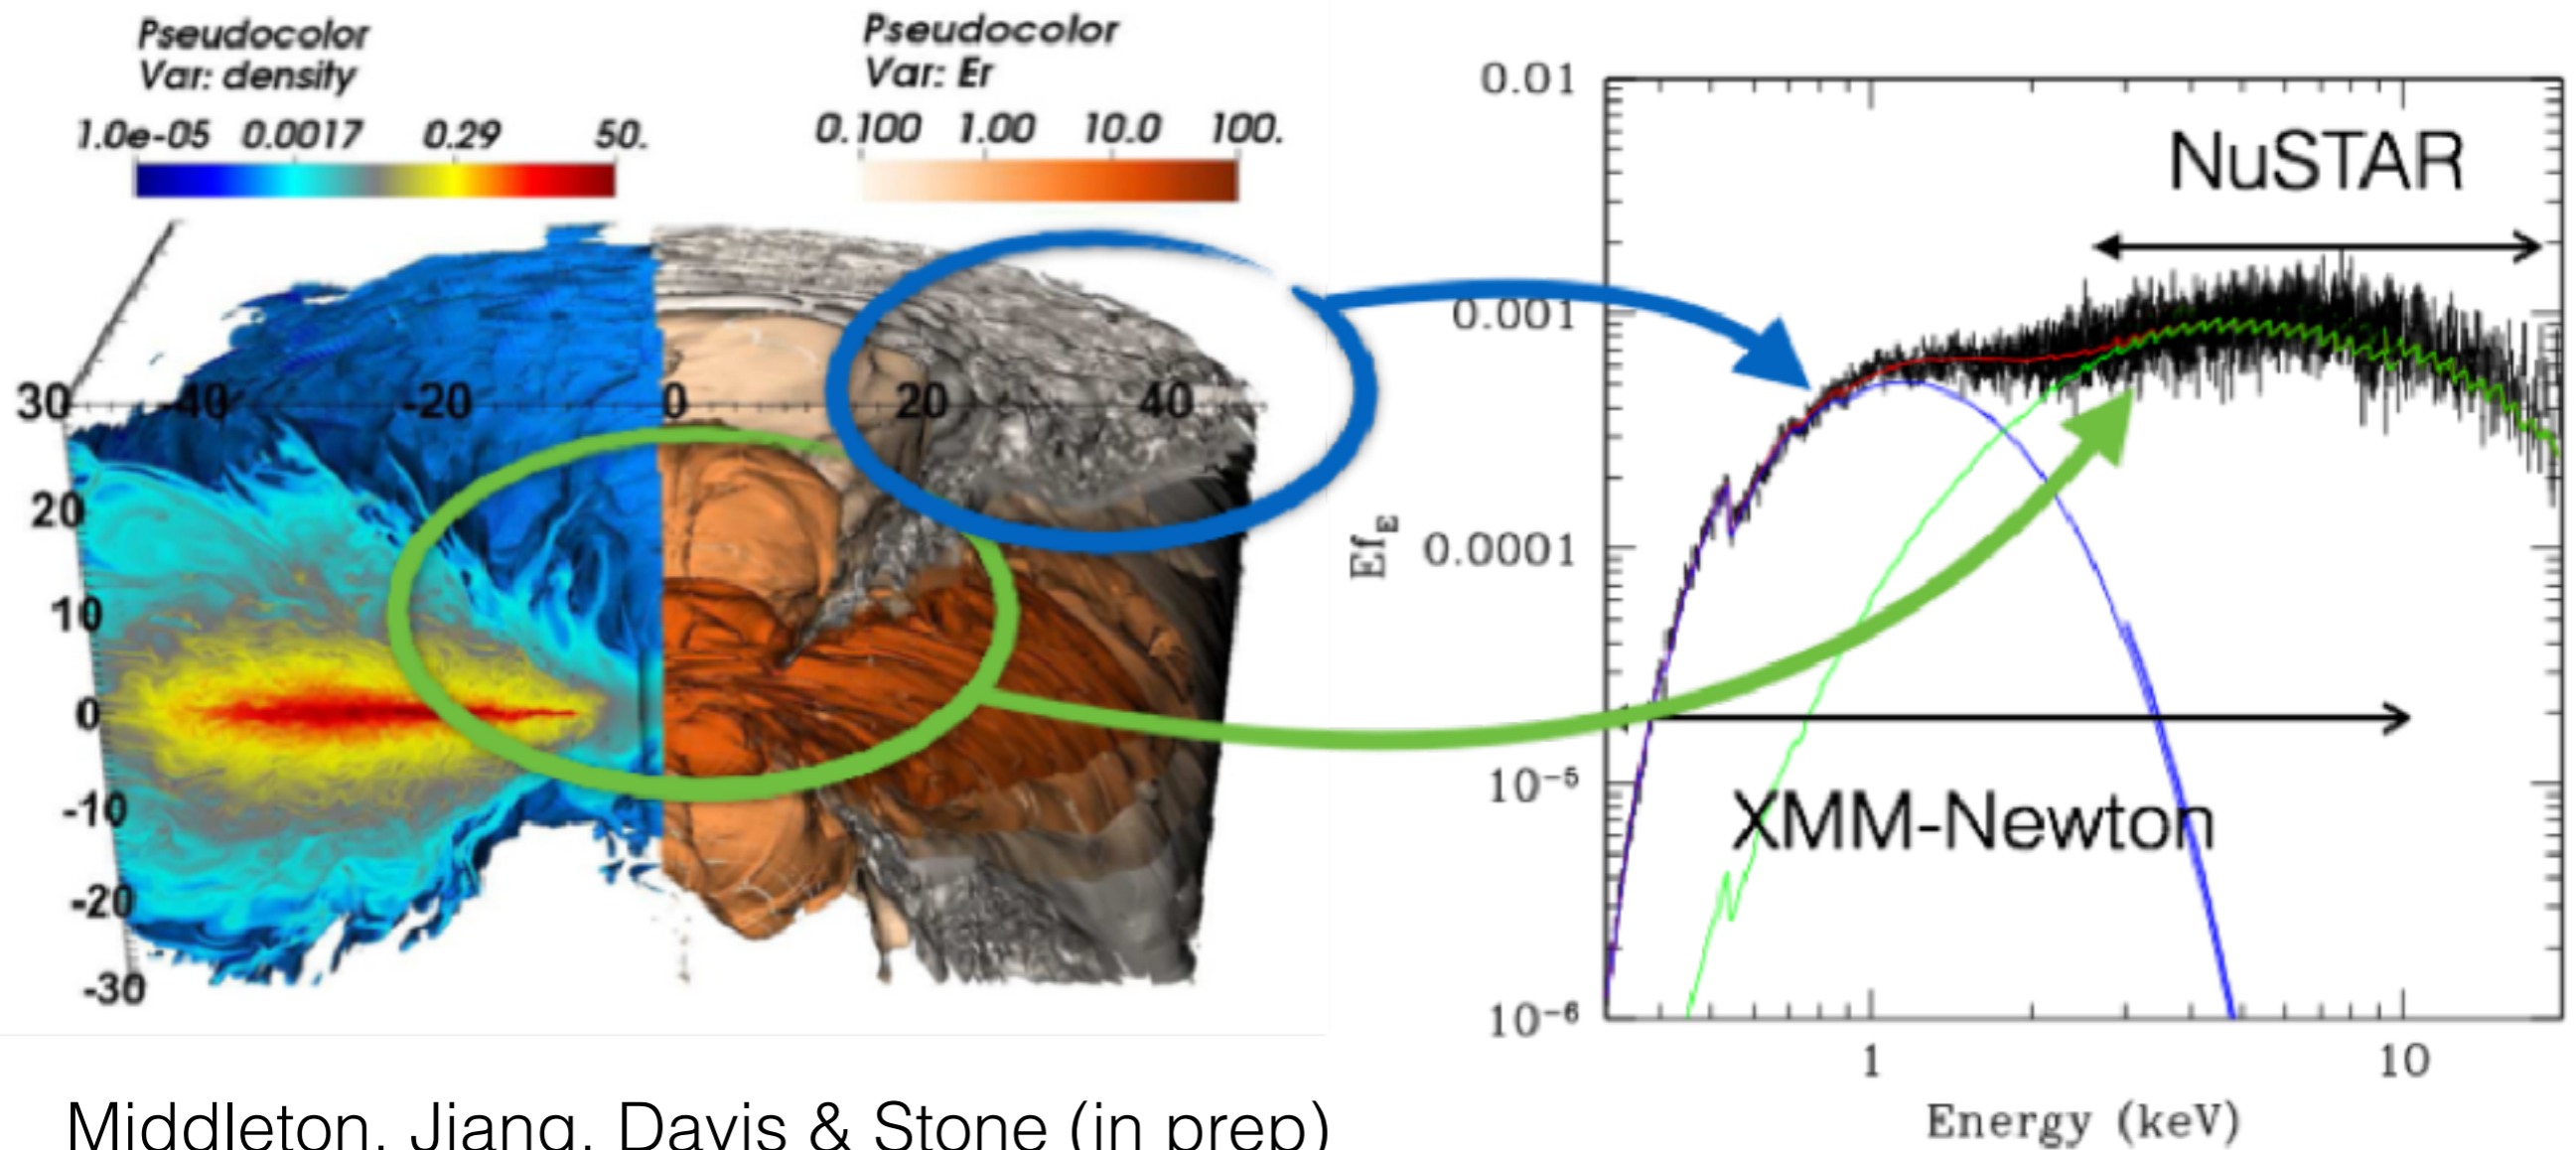 Pseudocolor
Var: density
1.0e-05 0.0017 0.29 50.
Pseudocolor
Var: Er
0.100 1.00 10.0 100.
30 -40 -20 0 20 40
20
10
0
-10
-20
-30
Middleton, Jiang, Davis & Stone (in prep)
0.01
0.001
0.0001
10⁻⁵
10⁻⁶
Ef_E
NuSTAR
XMM-Newton
1 10
Energy (keV)